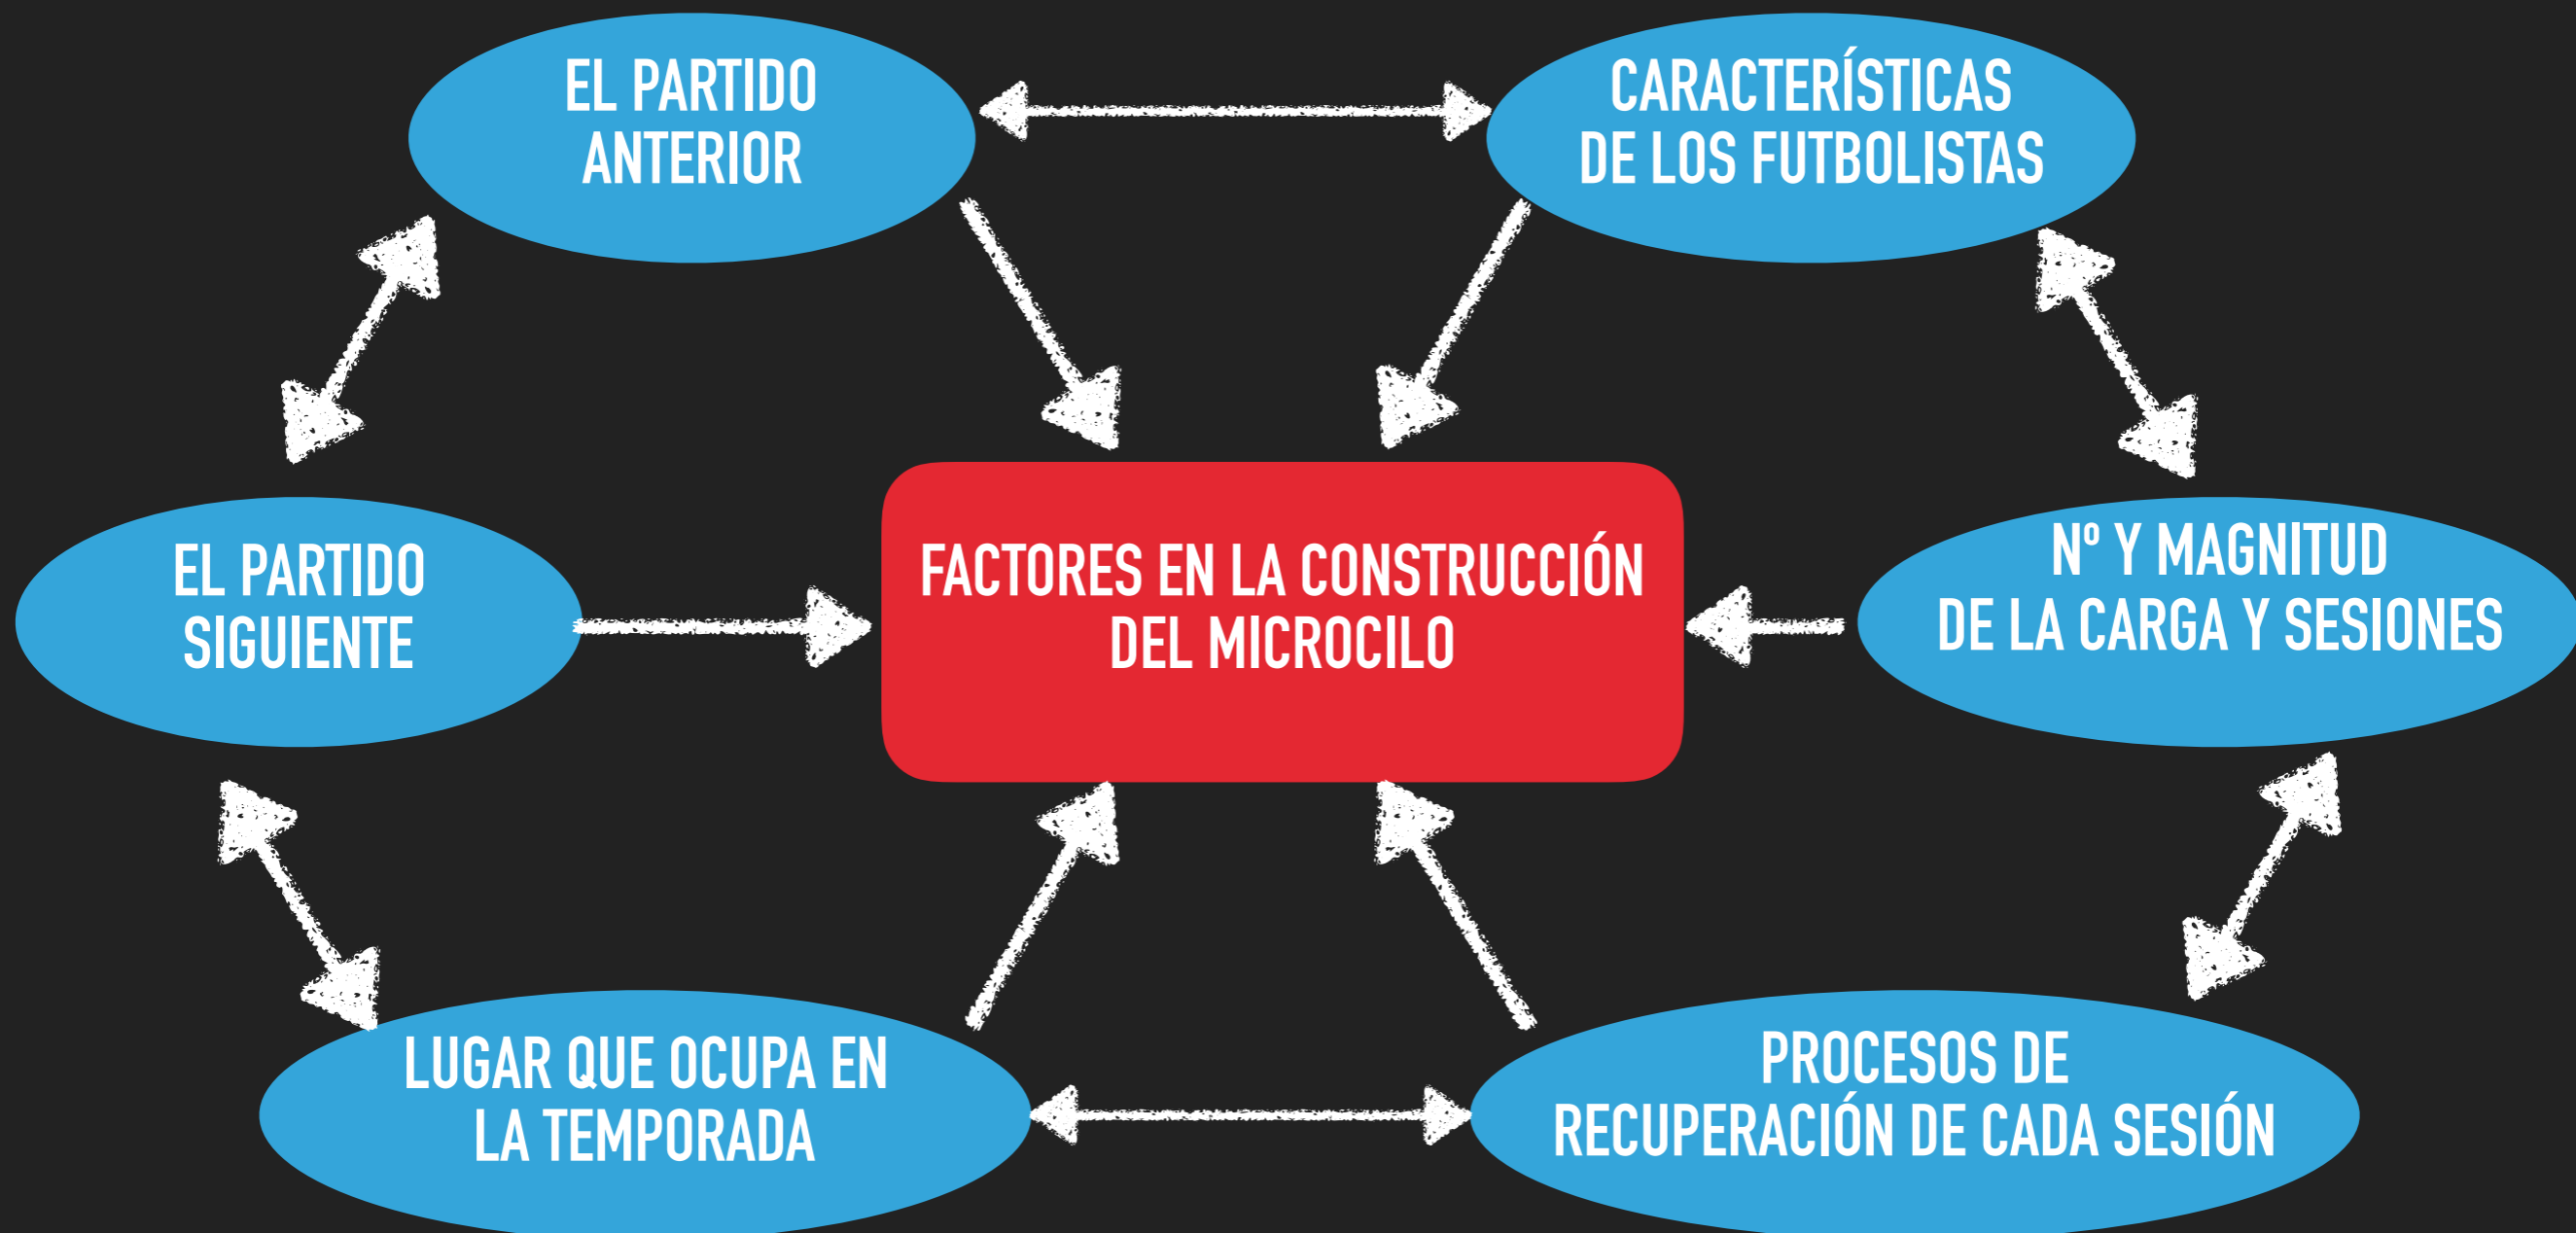 EL PARTIDO
ANTERIOR
CARACTERÍSTICAS
DE LOS FUTBOLISTAS
EL PARTIDO
SIGUIENTE
FACTORES EN LA CONSTRUCCIÓN
DEL MICROCILO
Nº Y MAGNITUD
DE LA CARGA Y SESIONES
LUGAR QUE OCUPA EN
LA TEMPORADA
PROCESOS DE
RECUPERACIÓN DE CADA SESIÓN